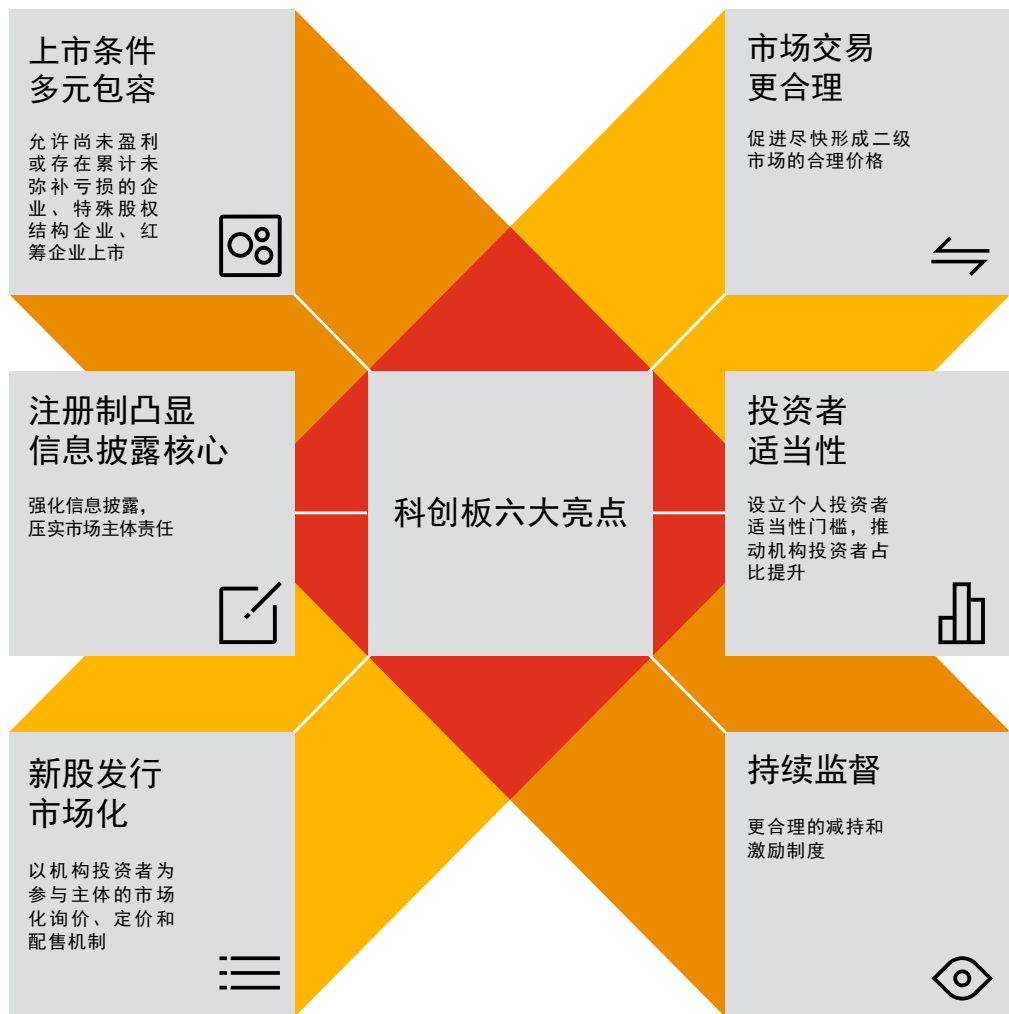 上市条件
多元包容
允许尚未盈利
或存在累计未
弥补亏损的企
业、特殊股权
结构企业、红
筹企业上市
市场交易
更合理
促进尽快形成二级
市场的合理价格
注册制凸显
信息披露核心
强化信息披露，
压实市场主体责任
科创板六大亮点
投资者
适当性
设立个人投资者
适当性门槛，推
动机构投资者占
比提升
新股发行
市场化
以机构投资者为
参与主体的市场
化询价、定价和
配售机制
持续监督
更合理的减持和
激励制度